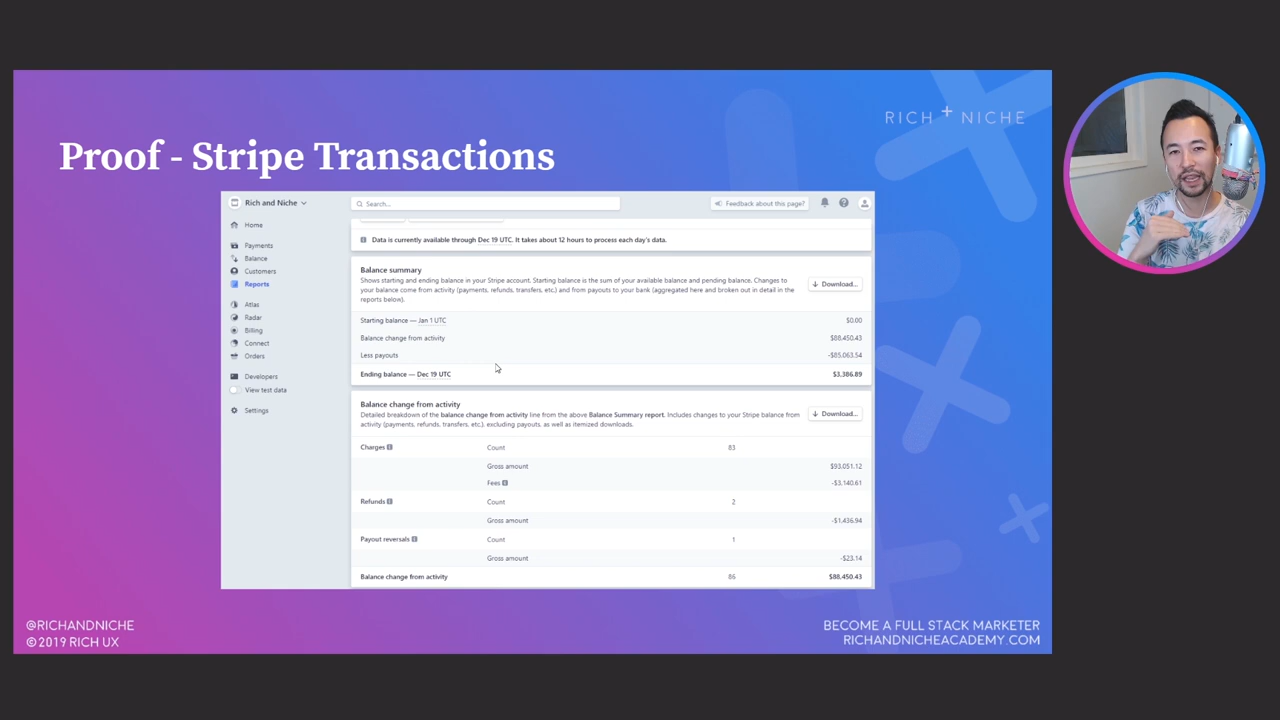 RICH + NICHE
Proof - Stripe Transactions
Rich and Niche
Search...
Feedback about this page?
Home
Payments
Balance
Customers
Reports
Atlas
Radar
Billing
Connect
Orders
Developers
View test data
Settings
Data is currently available through Dec 19 UTC. It takes about 12 hours to process each day's data.
Balance summary
Shows starting and ending balance in your Stripe account. Starting balance is the sum of your available balance and pending balance. Changes to
your balance come from activity (payments, refunds, transfers, etc.) and from payouts to your bank (aggregated here and broken out in detail in the
reports below).
Download...
Starting balance — Jan 1 UTC $0.00
Balance change from activity $88,450.43
Less payouts -$85,063.54
Ending balance — Dec 19 UTC $3,386.89
Balance change from activity
Detailed breakdown of the balance change from activity line from the above Balance Summary report. Includes changes to your Stripe balance from
activity (payments, refunds, transfers, etc.), excluding payouts, as well as itemized downloads.
Download...
Charges Count 83
Gross amount $93,051.12
Fees -$3,140.61
Refunds Count 2
Gross amount -$1,436.94
Payout reversals Count 1
Gross amount -$23.14
Balance change from activity 86 $88,450.43
@RICHANDNICHE
©2019 RICH UX
BECOME A FULL STACK MARKETER
RICHANDNICHEACADEMY.COM